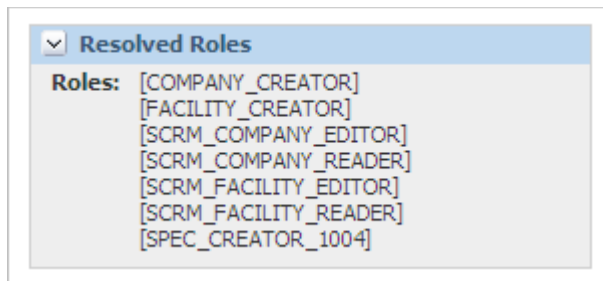 Resolved Roles
Roles: [COMPANY_CREATOR]
[FACILITY_CREATOR]
[SCRM_COMPANY_EDITOR]
[SCRM_COMPANY_READER]
[SCRM_FACILITY_EDITOR]
[SCRM_FACILITY_READER]
[SPEC_CREATOR_1004]